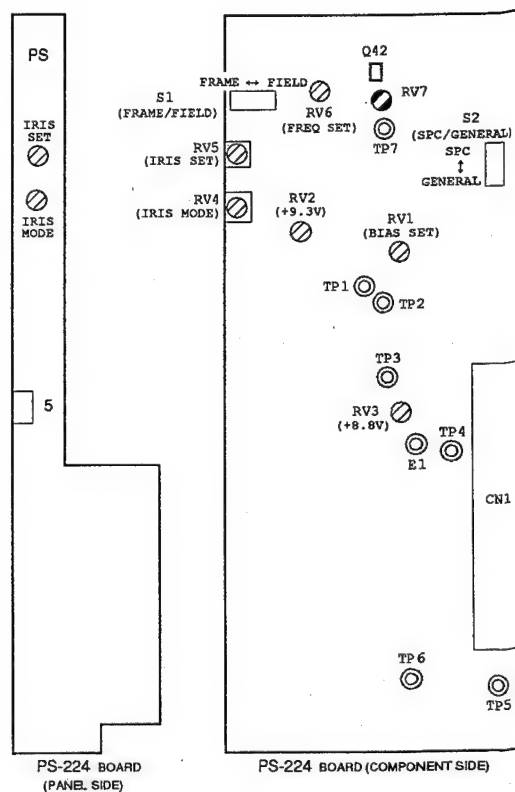 PS
IRIS
SET
IRIS
MODE
5
PS-224 BOARD
(PANEL SIDE)
Q42
FRAME ↔ FIELD
S1
(FRAME/FIELD)
RV6
(FREQ SET)
RV7
TP7
S2
(SPC/GENERAL)
SPC
↕
GENERAL
RV5
(IRIS SET)
RV4
(IRIS MODE)
RV2
(+9.3V)
RV1
(BIAS SET)
TP1
TP2
TP3
RV3
(+8.8V)
E1
TP4
CN1
TP6
TP5
PS-224 BOARD (COMPONENT SIDE)